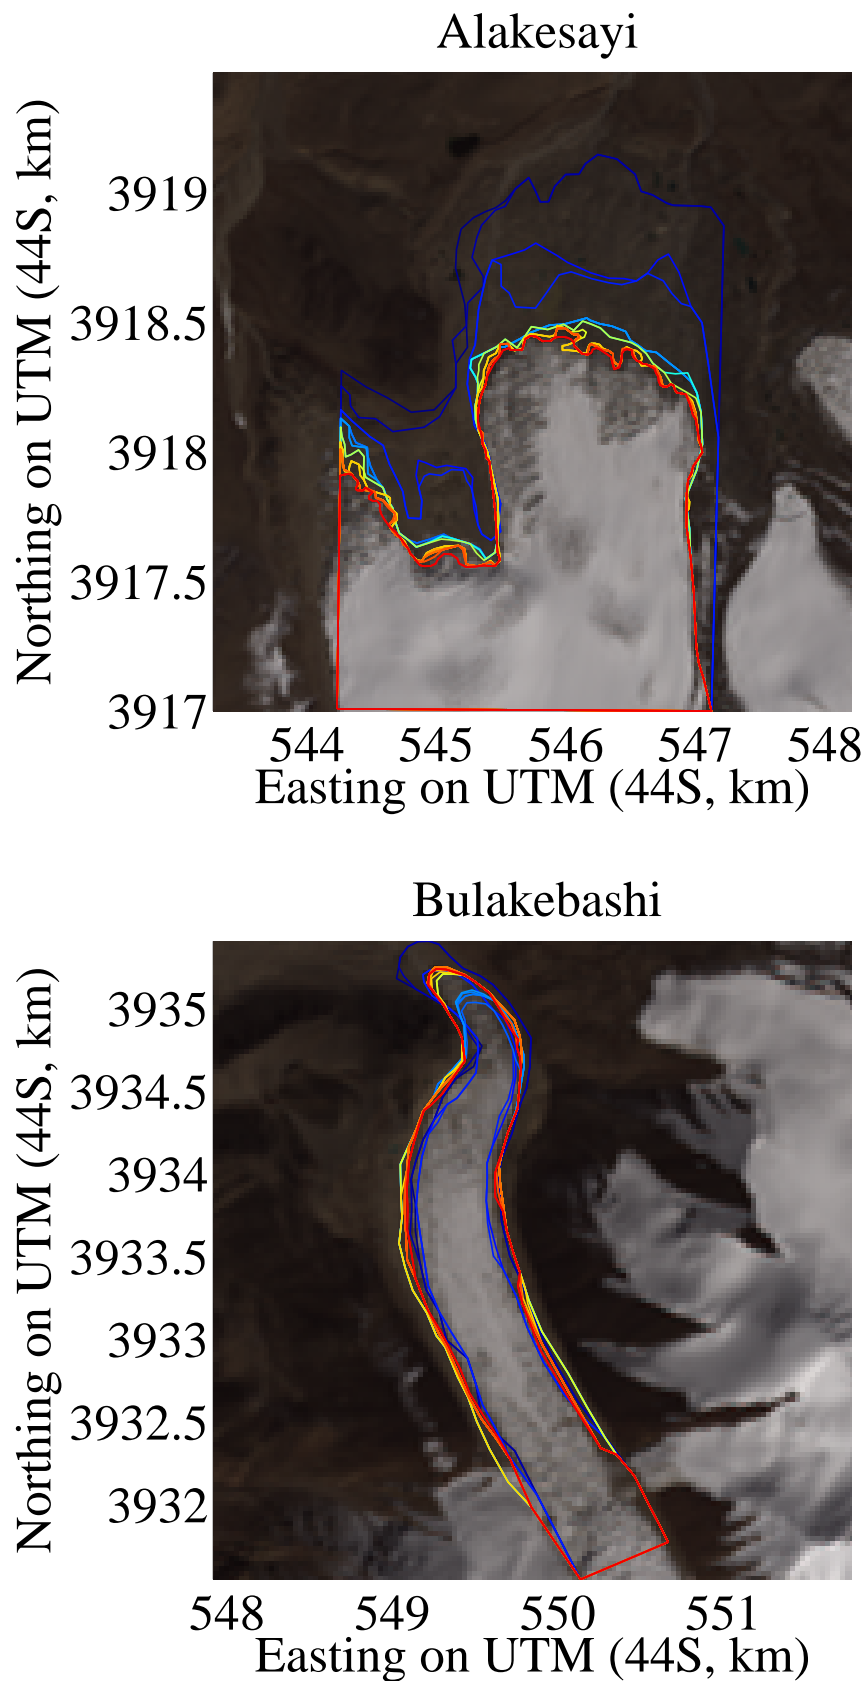 Alakesayi
Northing on UTM (44S, km)
3919
3918.5
3918
3917.5
3917
544 545 546 547 548
Easting on UTM (44S, km)
Bulakebashi
Northing on UTM (44S, km)
3935
3934.5
3934
3933.5
3933
3932.5
3932
548 549 550 551
Easting on UTM (44S, km)